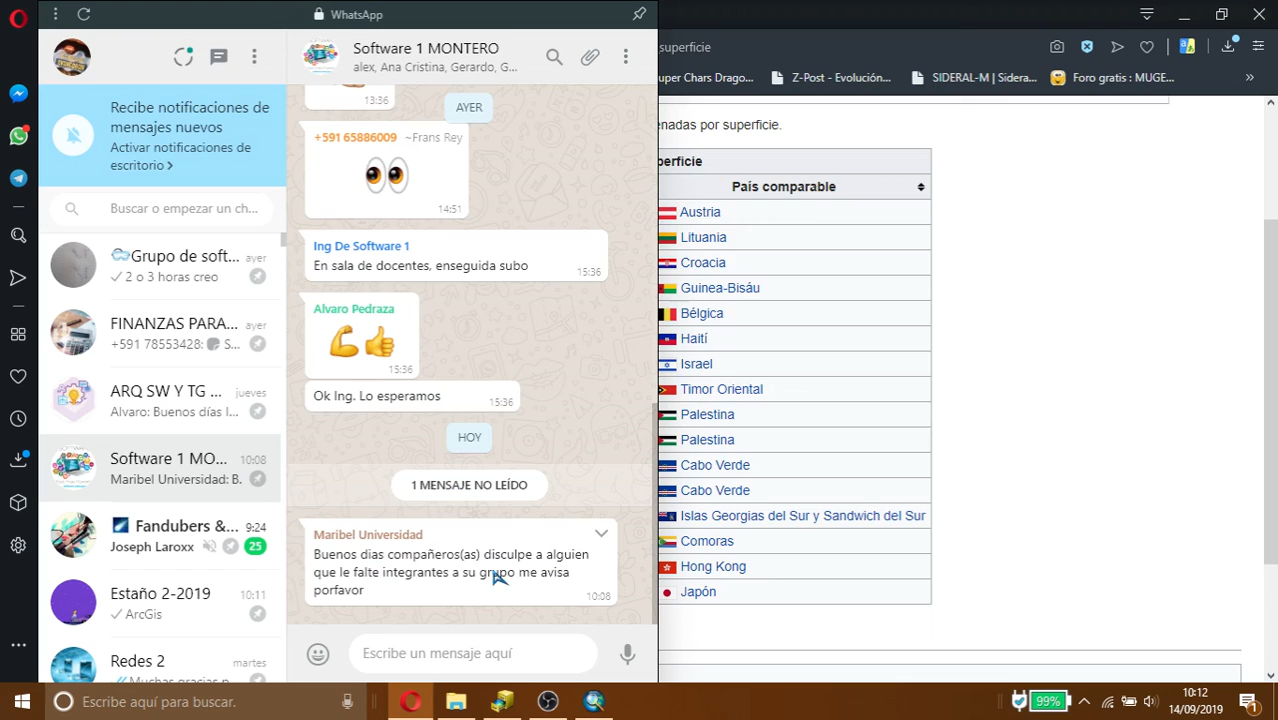 WhatsApp
Software 1 MONTERO
alex, Ana Cristina, Gerardo, G...
Recibe notificaciones de
mensajes nuevos
Activar notificaciones de
escritorio
Buscar o empezar un ch...
Grupo de soft...
ayer
2 o 3 horas creo
FINANZAS PARA...
ayer
+591 78553428: S...
ARQ SW Y TG ...
jueves
Alvaro: Buenos días I...
Software 1 MO...
10:08
Maribel Universidad: B.
Fandubers &...
9:24
Joseph Laroxx
25
Estaño 2-2019
10:11
ArcGis
Redes 2
martes
13:36
AYER
+591 65886009 ~Frans Rey
14:51
Ing De Software 1
En sala de docentes, enseguida subo
15:36
Alvaro Pedraza
15:36
Ok Ing. Lo esperamos
15:36
HOY
1 MENSAJE NO LEÍDO
Maribel Universidad
Buenos dias compañeros(as) disculpe a alguien
que le falte integrantes a su grupo me avisa
porfavor
10:08
Escribe un mensaje aquí
superficie
uper Chars Drago...
Z-Post - Evolución...
SIDERAL-M | Sidera...
Foro gratis : MUGE...
»
enadas por superficie.
perficie
País comparable
Austria
Lituania
Croacia
Guinea-Bisáu
Bélgica
Haití
Israel
Timor Oriental
Palestina
Palestina
Cabo Verde
Cabo Verde
Islas Georgias del Sur y Sandwich del Sur
Comoras
Hong Kong
Japón
Escribe aquí para buscar.
99%
10:12
14/09/2019
1